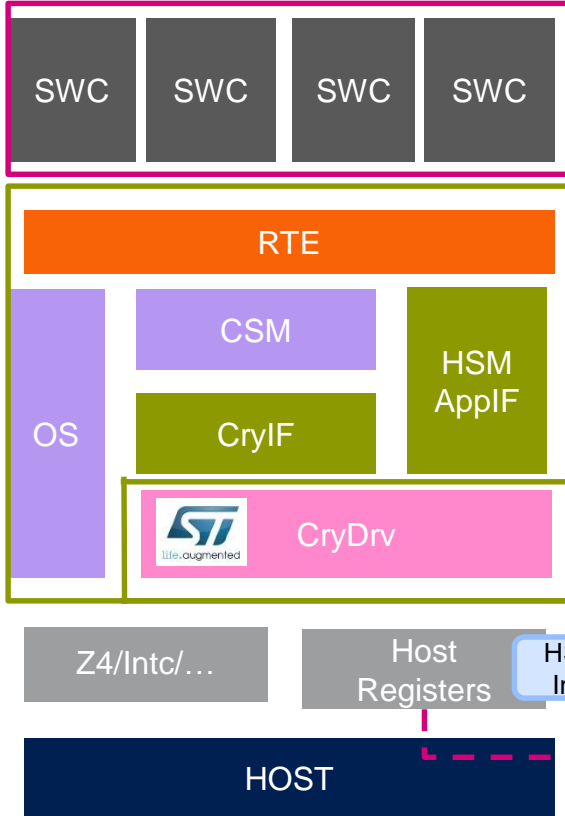 SWC SWC SWC SWC
RTE
CSM
HSM
AppIF
OS
CryIF
ST
life.augmented
CryDrv
Z4/Intc/…
Host
Registers
HOST